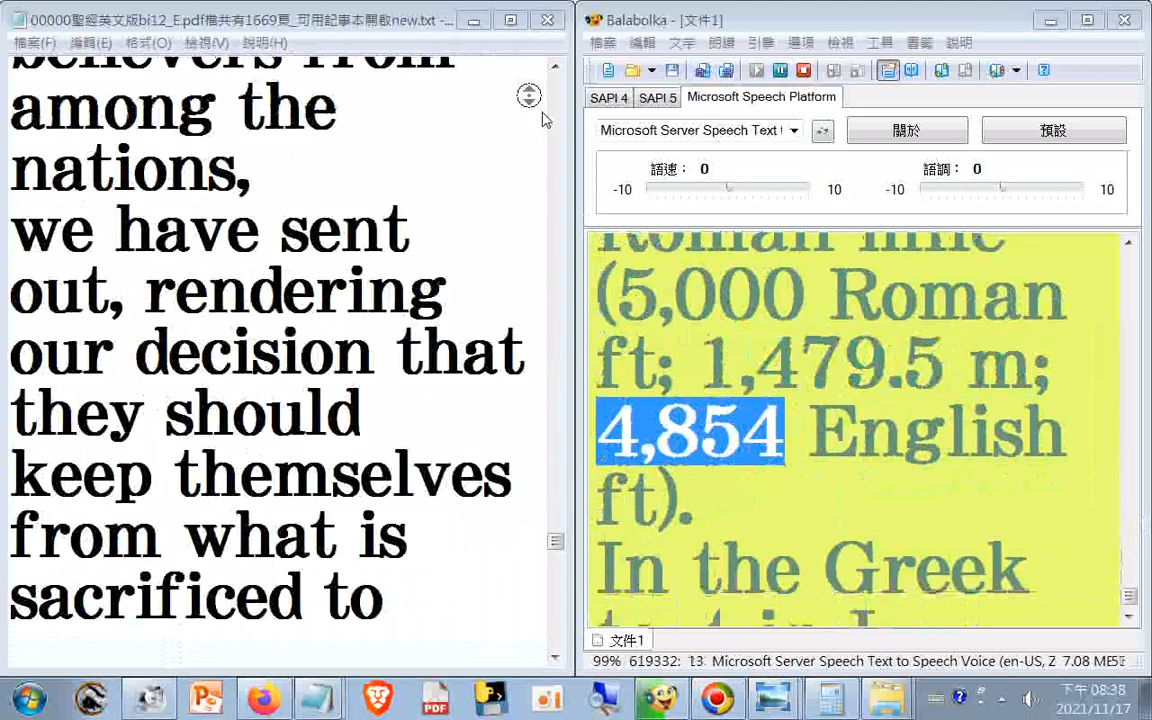 00000聖經英文版bi12_E.pdf檔共有1669頁_可用記事本開啟new.txt -...
檔案(F) 編輯(E) 格式(O) 檢視(V) 說明(H)
believers from
among the
nations,
we have sent
out, rendering
our decision that
they should
keep themselves
from what is
sacrificed to
Balabolka - [文件1]
檔案 編輯 文字 朗讀 引擎 選項 檢視 工具 書籤 說明
SAPI 4 SAPI 5 Microsoft Speech Platform
Microsoft Server Speech Text
關於 預設
語速： 0 語調： 0
-10 10 -10 10
Roman mile
(5,000 Roman
ft; 1,479.5 m;
4,854 English
ft).
In the Greek
文件1
99% 619332: 13 Microsoft Server Speech Text to Speech Voice (en-US, Z 7.08 ME
PDF
下午 08:38
2021/11/17